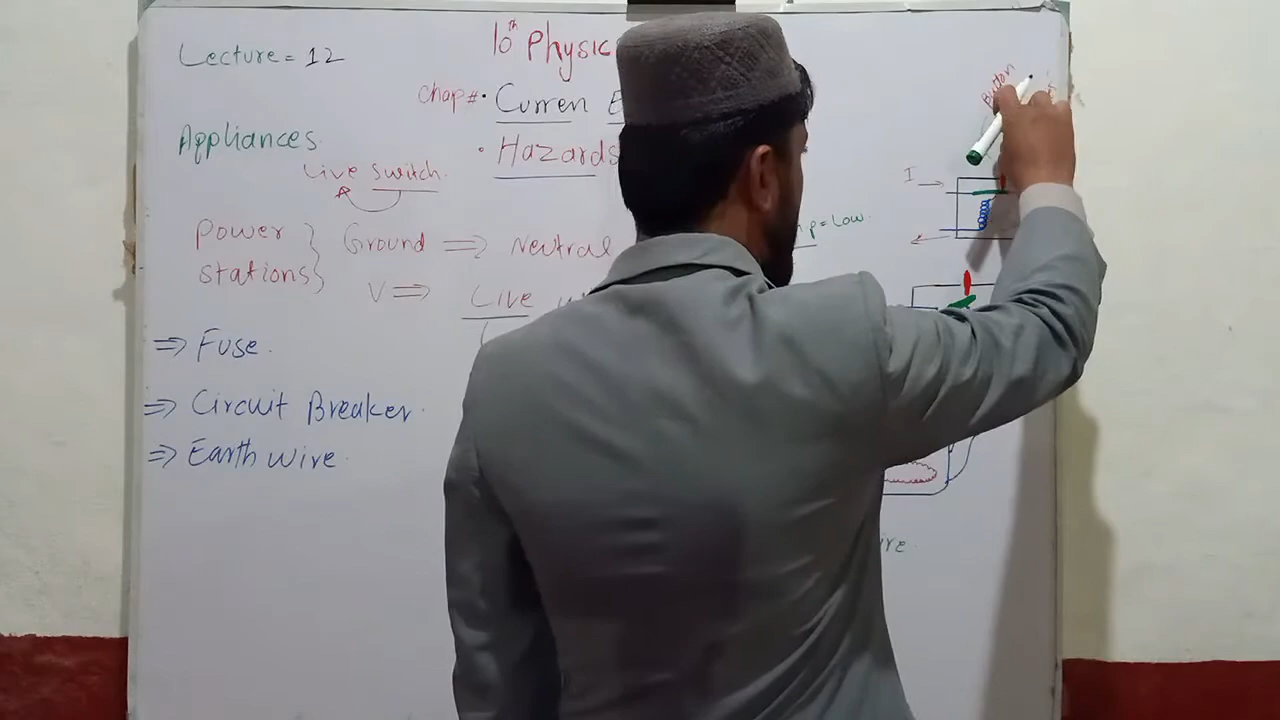 Lecture = 12
10th Physic
Chap# • Curren E
Appliances
• Hazards
Live switch.
Button
I →
Power
stations} Ground ⇒ Neutral
P = Low.
V ⇒ Live
⇒ Fuse.
⇒ Circuit Breaker.
⇒ Earth wire.